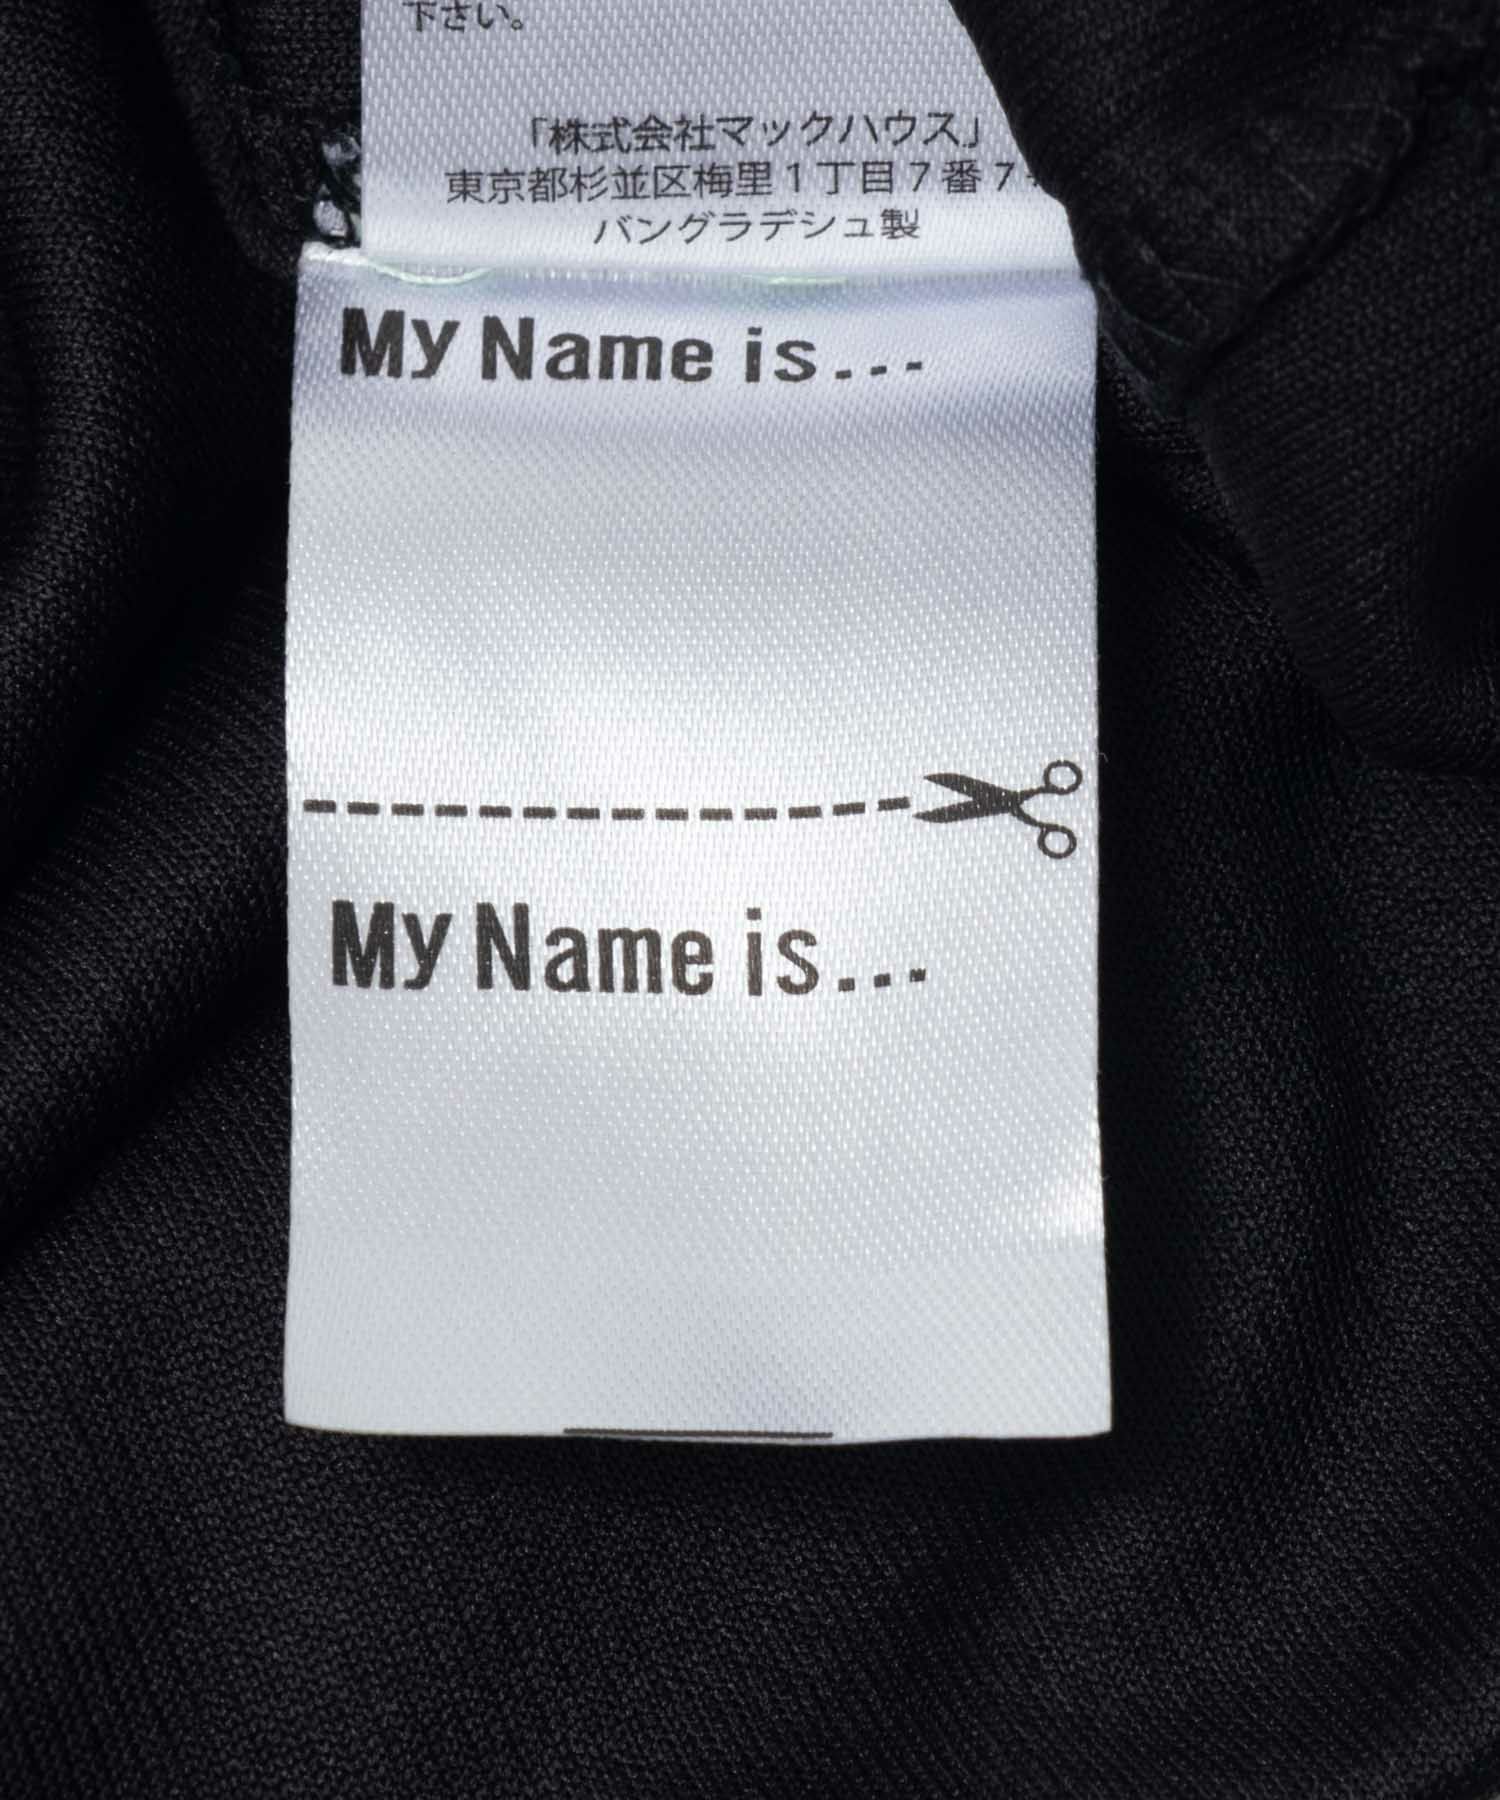 下さい。
「株式会社マックハウス」
東京都杉並区梅里1丁目7番7
バングラデシュ製
My Name is...
My Name is...